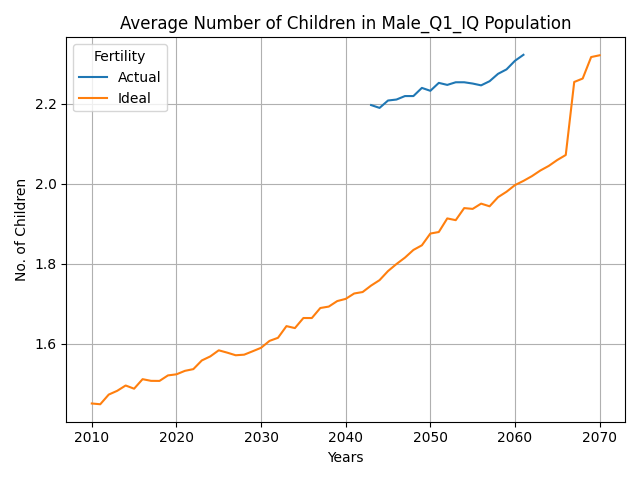 Average Number of Children in Male_Q1_IQ Population
Fertility
Actual
Ideal
No. of Children
2.2
2.0
1.8
1.6
2010 2020 2030 2040 2050 2060 2070
Years